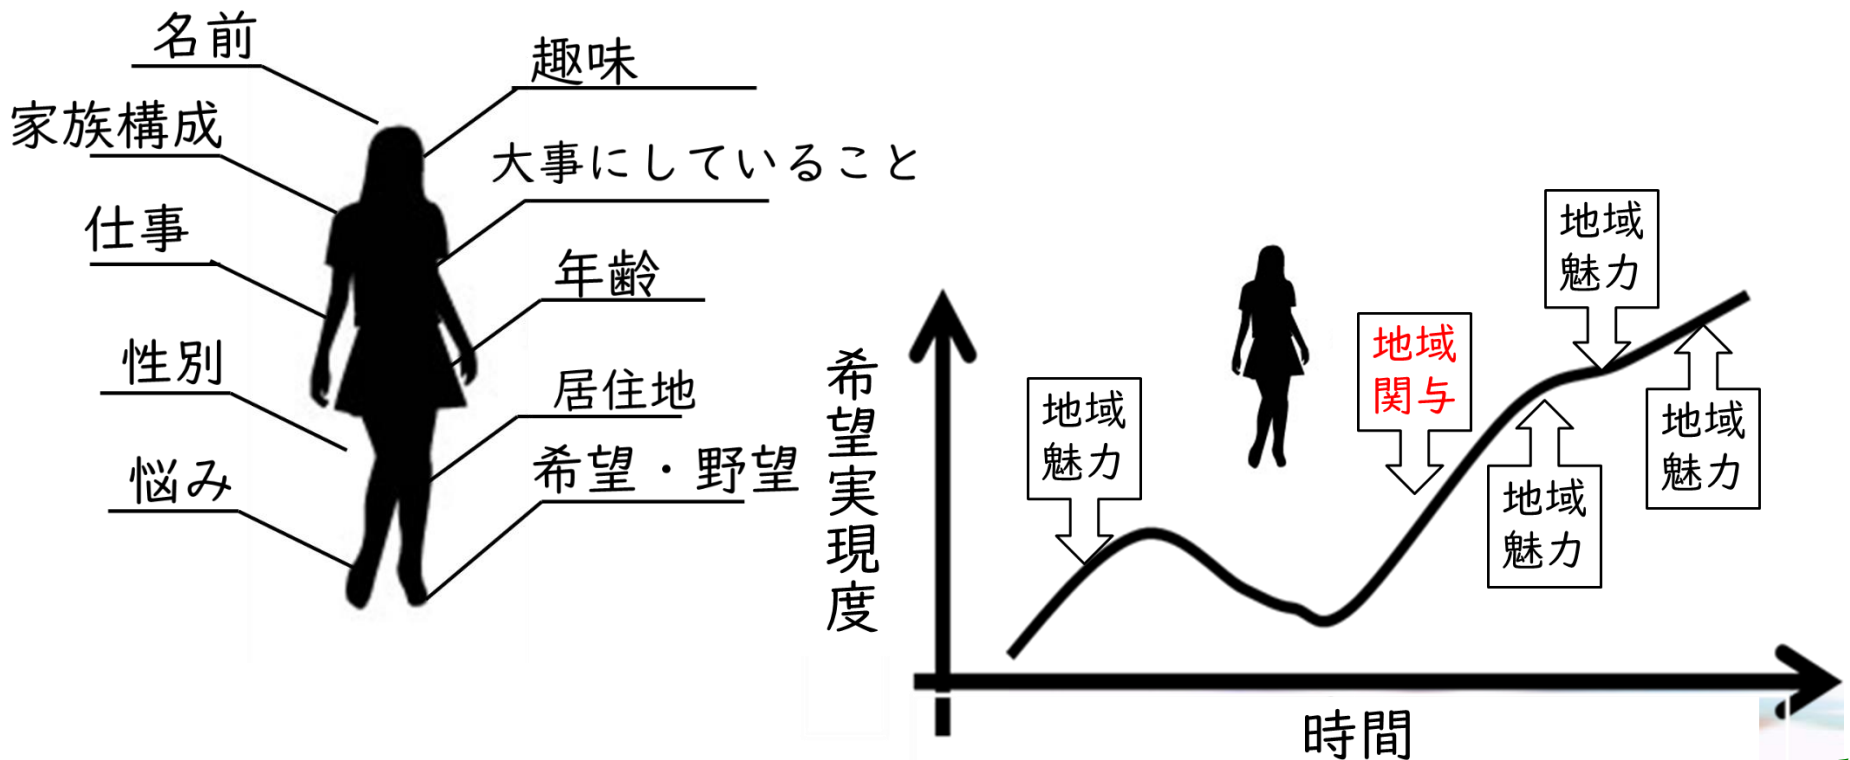 名前
家族構成
仕事
性別
悩み
趣味
大事にしていること
年齢
居住地
希望・野望
希望実現度
地域
魅力
地域
関与
地域
魅力
地域
魅力
地域
魅力
時間